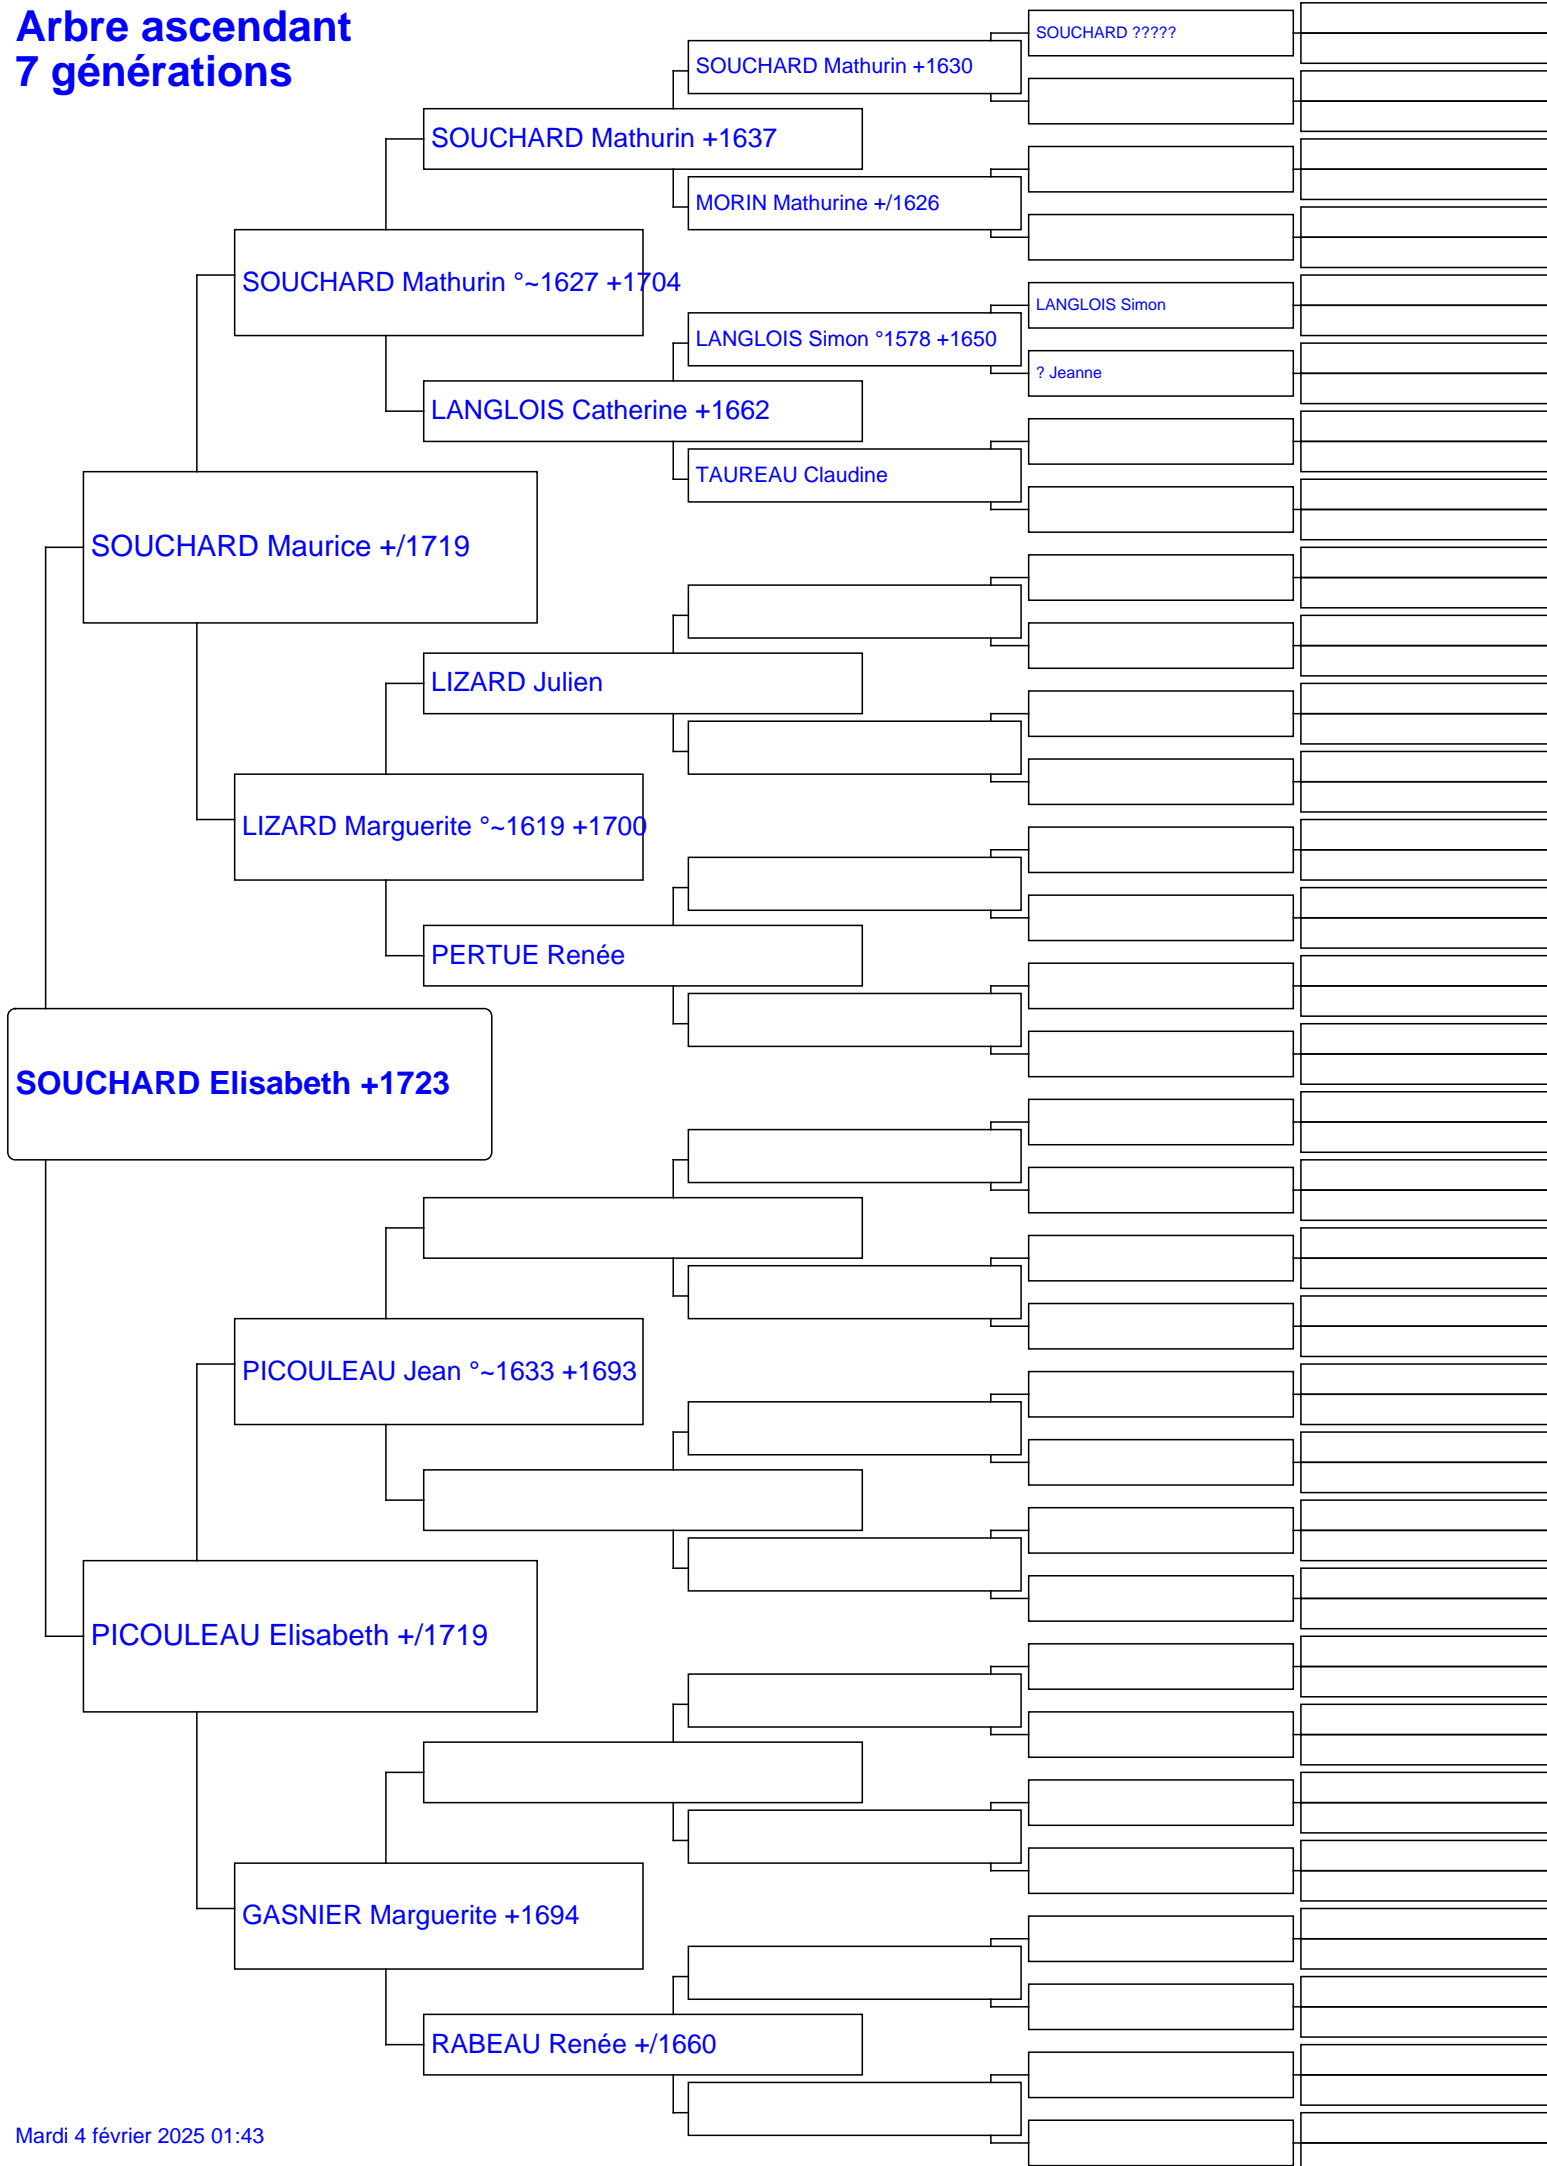 Arbre ascendant
7 générations
SOUCHARD ?????
SOUCHARD Mathurin +1630
SOUCHARD Mathurin +1637
MORIN Mathurine +/1626
SOUCHARD Mathurin °~1627 +1704
LANGLOIS Simon
LANGLOIS Simon °1578 +1650
? Jeanne
LANGLOIS Catherine +1662
TAUREAU Claudine
SOUCHARD Maurice +/1719
LIZARD Julien
LIZARD Marguerite °~1619 +1700
PERTUE Renée
SOUCHARD Elisabeth +1723
PICOULEAU Jean °~1633 +1693
PICOULEAU Elisabeth +/1719
GASNIER Marguerite +1694
RABEAU Renée +/1660
Mardi 4 février 2025 01:43